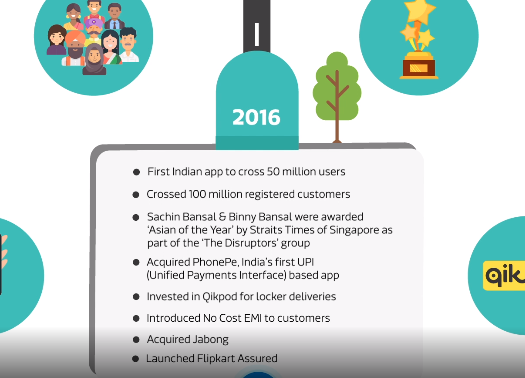 2016
First Indian app to cross 50 million users
Crossed 100 million registered customers
Sachin Bansal & Binny Bansal were awarded
'Asian of the Year' by Straits Times of Singapore as
part of the 'The Disruptors' group
Acquired PhonePe, India's first UPI
(Unified Payments Interface) based app
Invested in Qikpod for locker deliveries
Introduced No Cost EMI to customers
Acquired Jabong
Launched Flipkart Assured